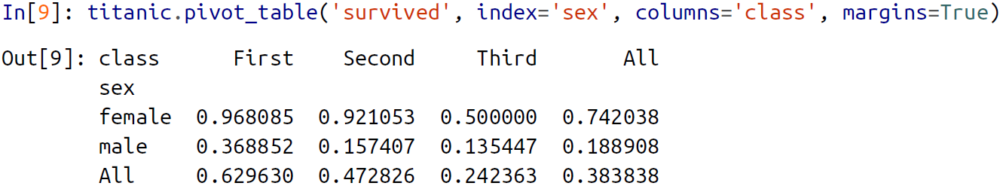 In[9]: titanic.pivot_table('survived', index='sex', columns='class', margins=True)
Out[9]: class      First    Second     Third       All
        sex
        female  0.968085  0.921053  0.500000  0.742038
        male    0.368852  0.157407  0.135447  0.188908
        All     0.629630  0.472826  0.242363  0.383838